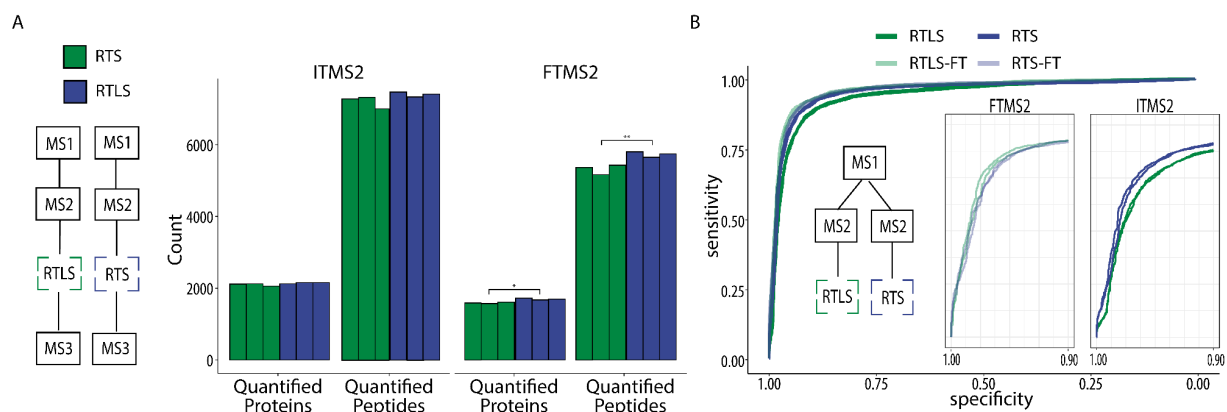 A
RTS
RTLS
MS1 MS1
MS2 MS2
RTLS RTS
MS3 MS3
ITMS2 FTMS2
Count
6000
4000
2000
0
* **
Quantified Proteins
Quantified Peptides
Quantified Proteins
Quantified Peptides
B
RTLS RTS
RTLS-FT RTS-FT
sensitivity
1.00
0.75
0.50
0.25
0.00
MS1
MS2 MS2
RTLS RTS
FTMS2 ITMS2
1.00 0.90 1.00 0.90
1.00 0.75 0.50 0.25 0.00
specificity